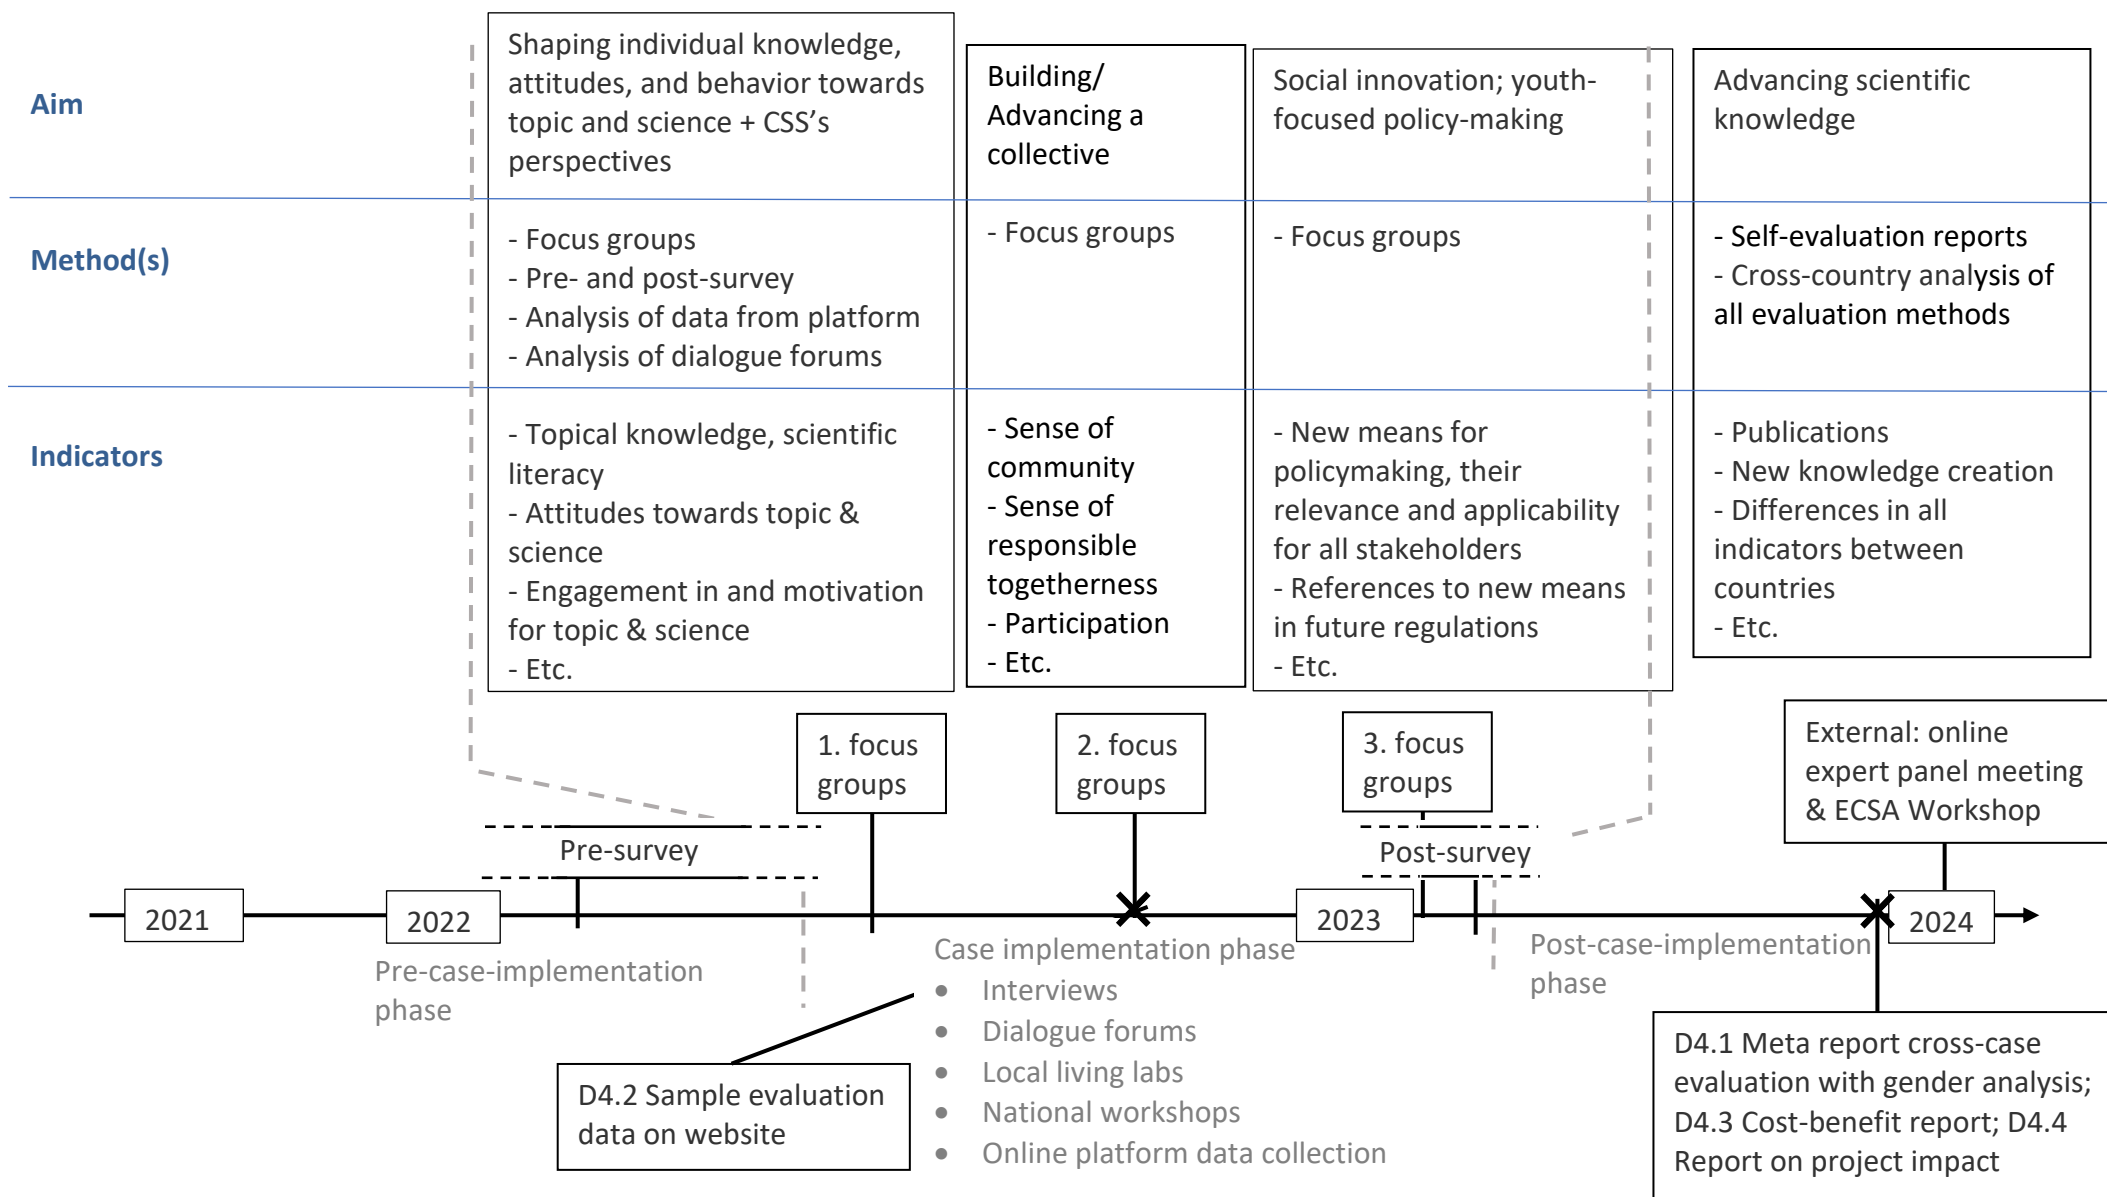 Aim
Shaping individual knowledge,
attitudes, and behavior towards
topic and science + CSS’s
perspectives
Building/
Advancing a
collective
Social innovation; youth-
focused policy-making
Advancing scientific
knowledge
Method(s)
- Focus groups
- Pre- and post-survey
- Analysis of data from platform
- Analysis of dialogue forums
- Focus groups
- Focus groups
- Self-evaluation reports
- Cross-country analysis of
all evaluation methods
Indicators
- Topical knowledge, scientific
literacy
- Attitudes towards topic &
science
- Engagement in and motivation
for topic & science
- Etc.
- Sense of
community
- Sense of
responsible
togetherness
- Participation
- Etc.
- New means for
policymaking, their
relevance and applicability
for all stakeholders
- References to new means
in future regulations
- Etc.
- Publications
- New knowledge creation
- Differences in all
indicators between
countries
- Etc.
1. focus
groups
2. focus
groups
3. focus
groups
External: online
expert panel meeting
& ECSA Workshop
Pre-survey
Post-survey
2021
2022
2023
2024
Pre-case-implementation
phase
Case implementation phase
• Interviews
• Dialogue forums
• Local living labs
• National workshops
• Online platform data collection
Post-case-implementation
phase
D4.2 Sample evaluation
data on website
D4.1 Meta report cross-case
evaluation with gender analysis;
D4.3 Cost-benefit report; D4.4
Report on project impact